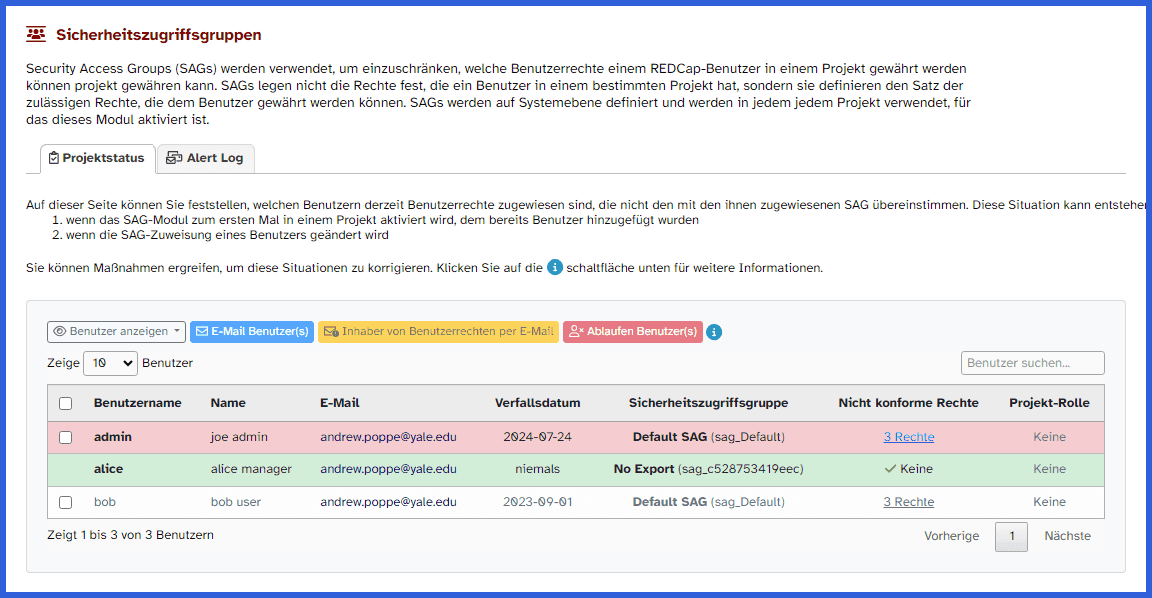 Sicherheitszugriffsgruppen
Security Access Groups (SAGs) werden verwendet, um einzuschränken, welche Benutzerrechte einem REDCap-Benutzer in einem Projekt gewährt werden
können projekt gewähren kann. SAGs legen nicht die Rechte fest, die ein Benutzer in einem bestimmten Projekt hat, sondern sie definieren den Satz der
zulässigen Rechte, die dem Benutzer gewährt werden können. SAGs werden auf Systemebene definiert und werden in jedem jedem Projekt verwendet, für
das dieses Modul aktiviert ist.
Projektstatus Alert Log
Auf dieser Seite können Sie feststellen, welchen Benutzern derzeit Benutzerrechte zugewiesen sind, die nicht den mit den ihnen zugewiesenen SAG übereinstimmen. Diese Situation kann entstehen
1. wenn das SAG-Modul zum ersten Mal in einem Projekt aktiviert wird, dem bereits Benutzer hinzugefügt wurden
2. wenn die SAG-Zuweisung eines Benutzers geändert wird
Sie können Maßnahmen ergreifen, um diese Situationen zu korrigieren. Klicken Sie auf die schaltfläche unten für weitere Informationen.
Benutzer anzeigen E-Mail Benutzer(s) Inhaber von Benutzerrechten per E-Mail Ablaufen Benutzer(s)
Zeige 10 Benutzer Benutzer suchen...
Benutzername Name E-Mail Verfallsdatum Sicherheitszugriffsgruppe Nicht konforme Rechte Projekt-Rolle
admin joe admin andrew.poppe@yale.edu 2024-07-24 Default SAG (sag_Default) 3 Rechte Keine
alice alice manager andrew.poppe@yale.edu niemals No Export (sag_c528753419eec) Keine Keine
bob bob user andrew.poppe@yale.edu 2023-09-01 Default SAG (sag_Default) 3 Rechte Keine
Zeigt 1 bis 3 von 3 Benutzern Vorherige 1 Nächste